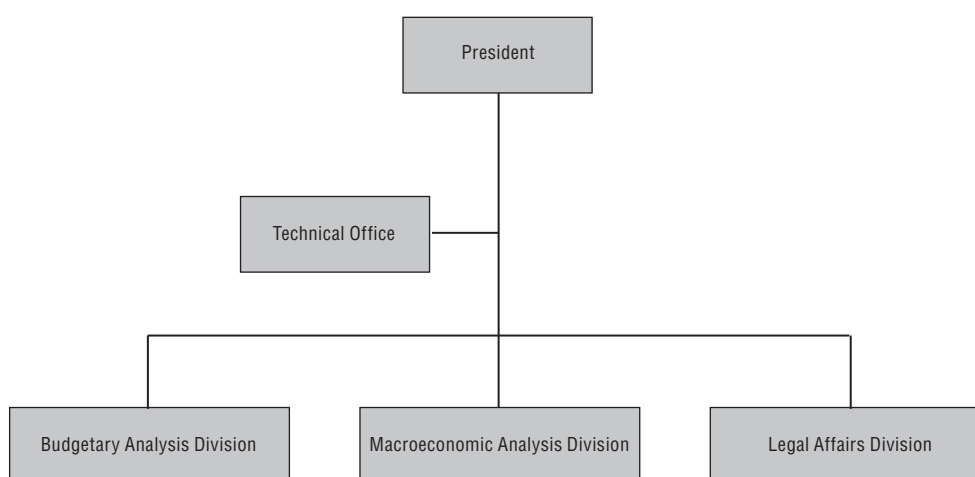 President
Technical Office
Budgetary Analysis Division
Macroeconomic Analysis Division
Legal Affairs Division